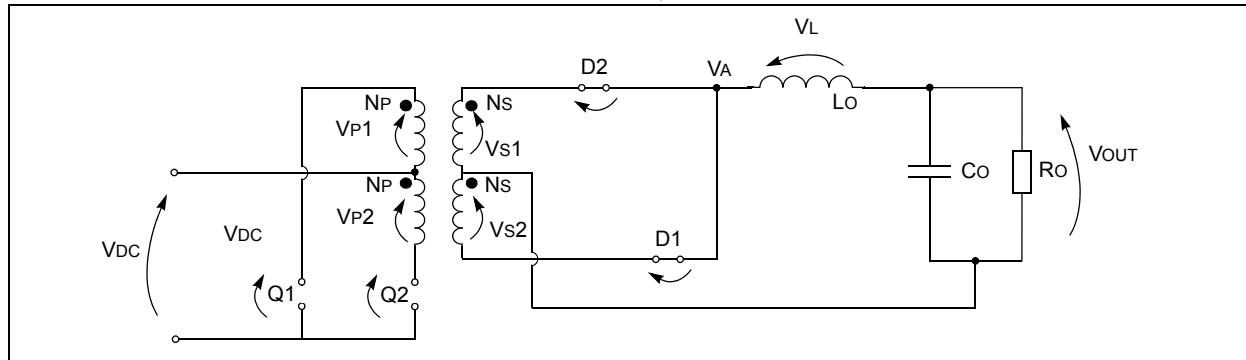 VL
D2
VA
LO
NP
NS
VP1
VS1
NP
NS
VP2
VS2
D1
CO
RO
VOUT
VDC
VDC
Q1
Q2